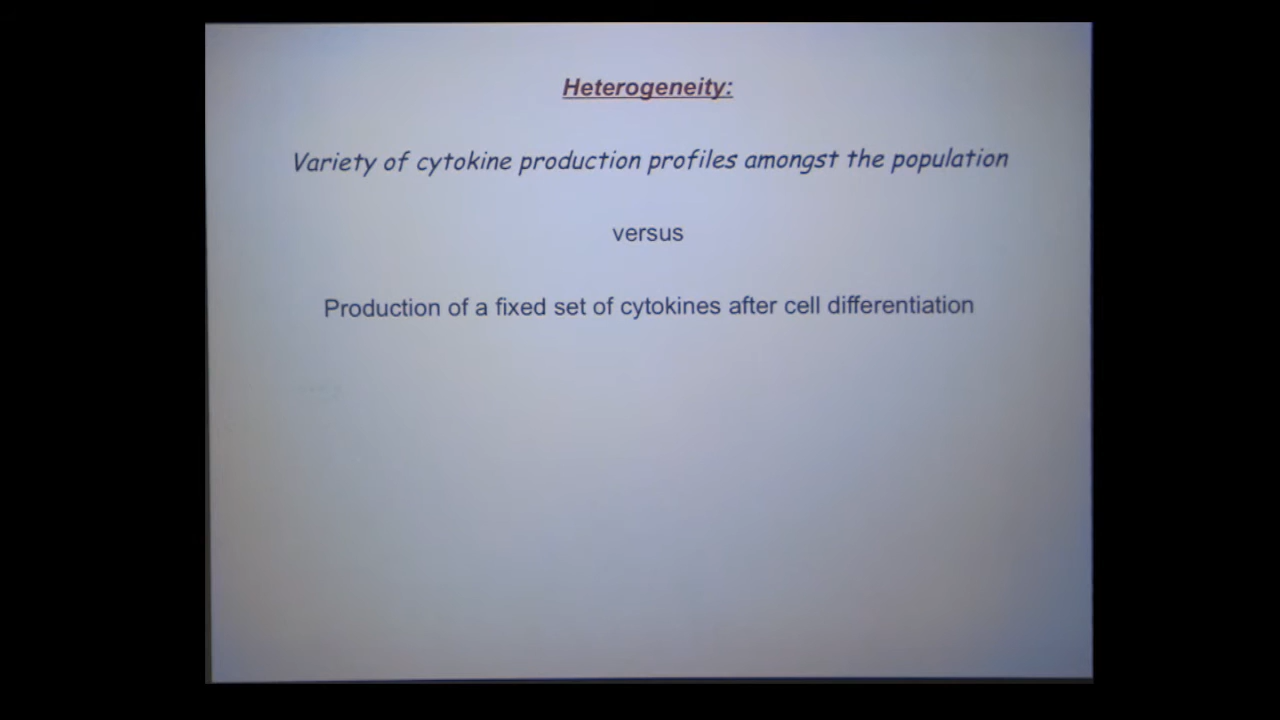 Heterogeneity:
Variety of cytokine production profiles amongst the population
versus
Production of a fixed set of cytokines after cell differentiation